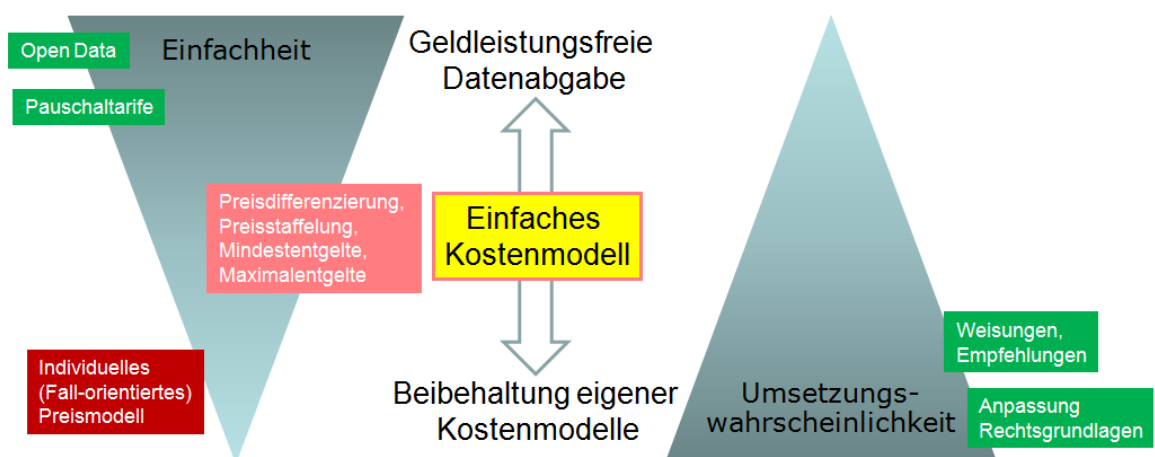 Open Data
Einfachheit
Pauschaltarife
Preisdifferenzierung,
Preisstaffelung,
Mindestentgelte,
Maximalentgelte
Individuelles
(Fall-orientiertes)
Preismodell
Geldleistungsfreie
Datenabgabe
Einfaches
Kostenmodell
Beibehaltung eigener
Kostenmodelle
Umsetzungs-
wahrscheinlichkeit
Weisungen,
Empfehlungen
Anpassung
Rechtsgrundlagen